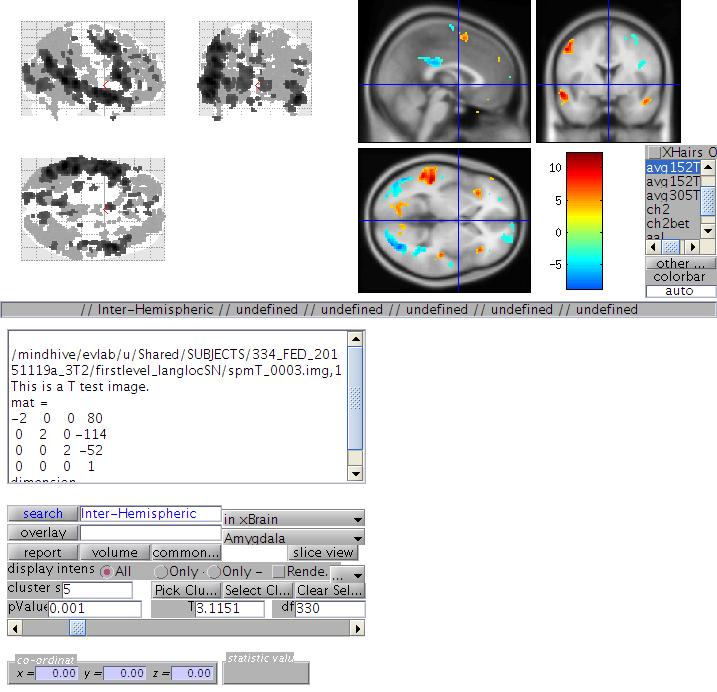 10
5
0
−5
XHairs O
avg152T
avg152T
avg305T
ch2
ch2bet
aal
other ...
colorbar
auto
// Inter-Hemispheric // undefined // undefined // undefined // undefined // undefined
/mindhive/evlab/u/Shared/SUBJECTS/334_FED_201
51119a_3T2/firstlevel_langlocSN/spmT_0003.img,1
This is a T test image.
mat =
−2 0 0 80
0 2 0 −114
0 0 2 −52
0 0 0 1
dimension
search Inter-Hemispheric in xBrain
overlay Amygdala
report volume common... slice view
display intens All Only + Only − Rende. ...
cluster s 5 Pick Clu... Select Cl... Clear Sel...
pValue 0.001 T 3.1151 df 330
co-ordinat statistic valu
x = 0.00 y = 0.00 z = 0.00